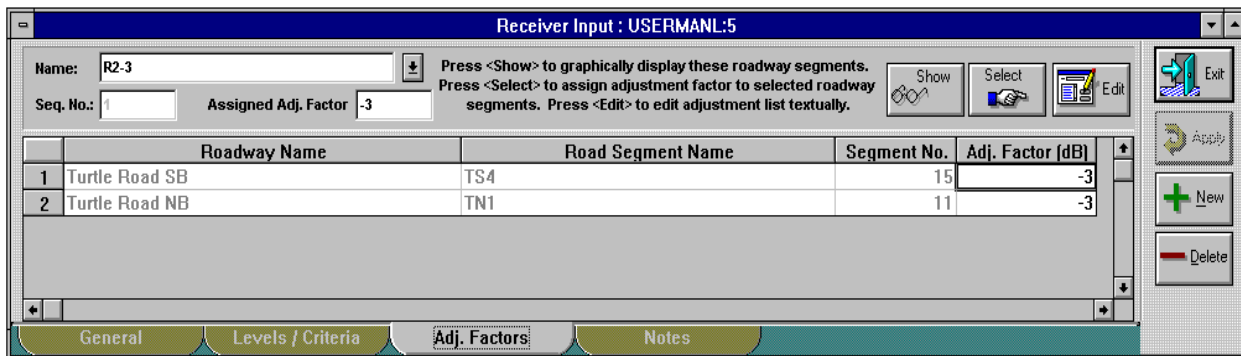 Receiver Input : USERMANL:5
Name: R2-3
Seq. No.: 1 Assigned Adj. Factor -3
Press <Show> to graphically display these roadway segments.
Press <Select> to assign adjustment factor to selected roadway
segments. Press <Edit> to edit adjustment list textually.
Show
Select
Edit
Exit
Apply
New
Delete
Roadway Name Road Segment Name Segment No. Adj. Factor (dB)
1 Turtle Road SB TS4 15 -3
2 Turtle Road NB TN1 11 -3
General Levels / Criteria Adj. Factors Notes